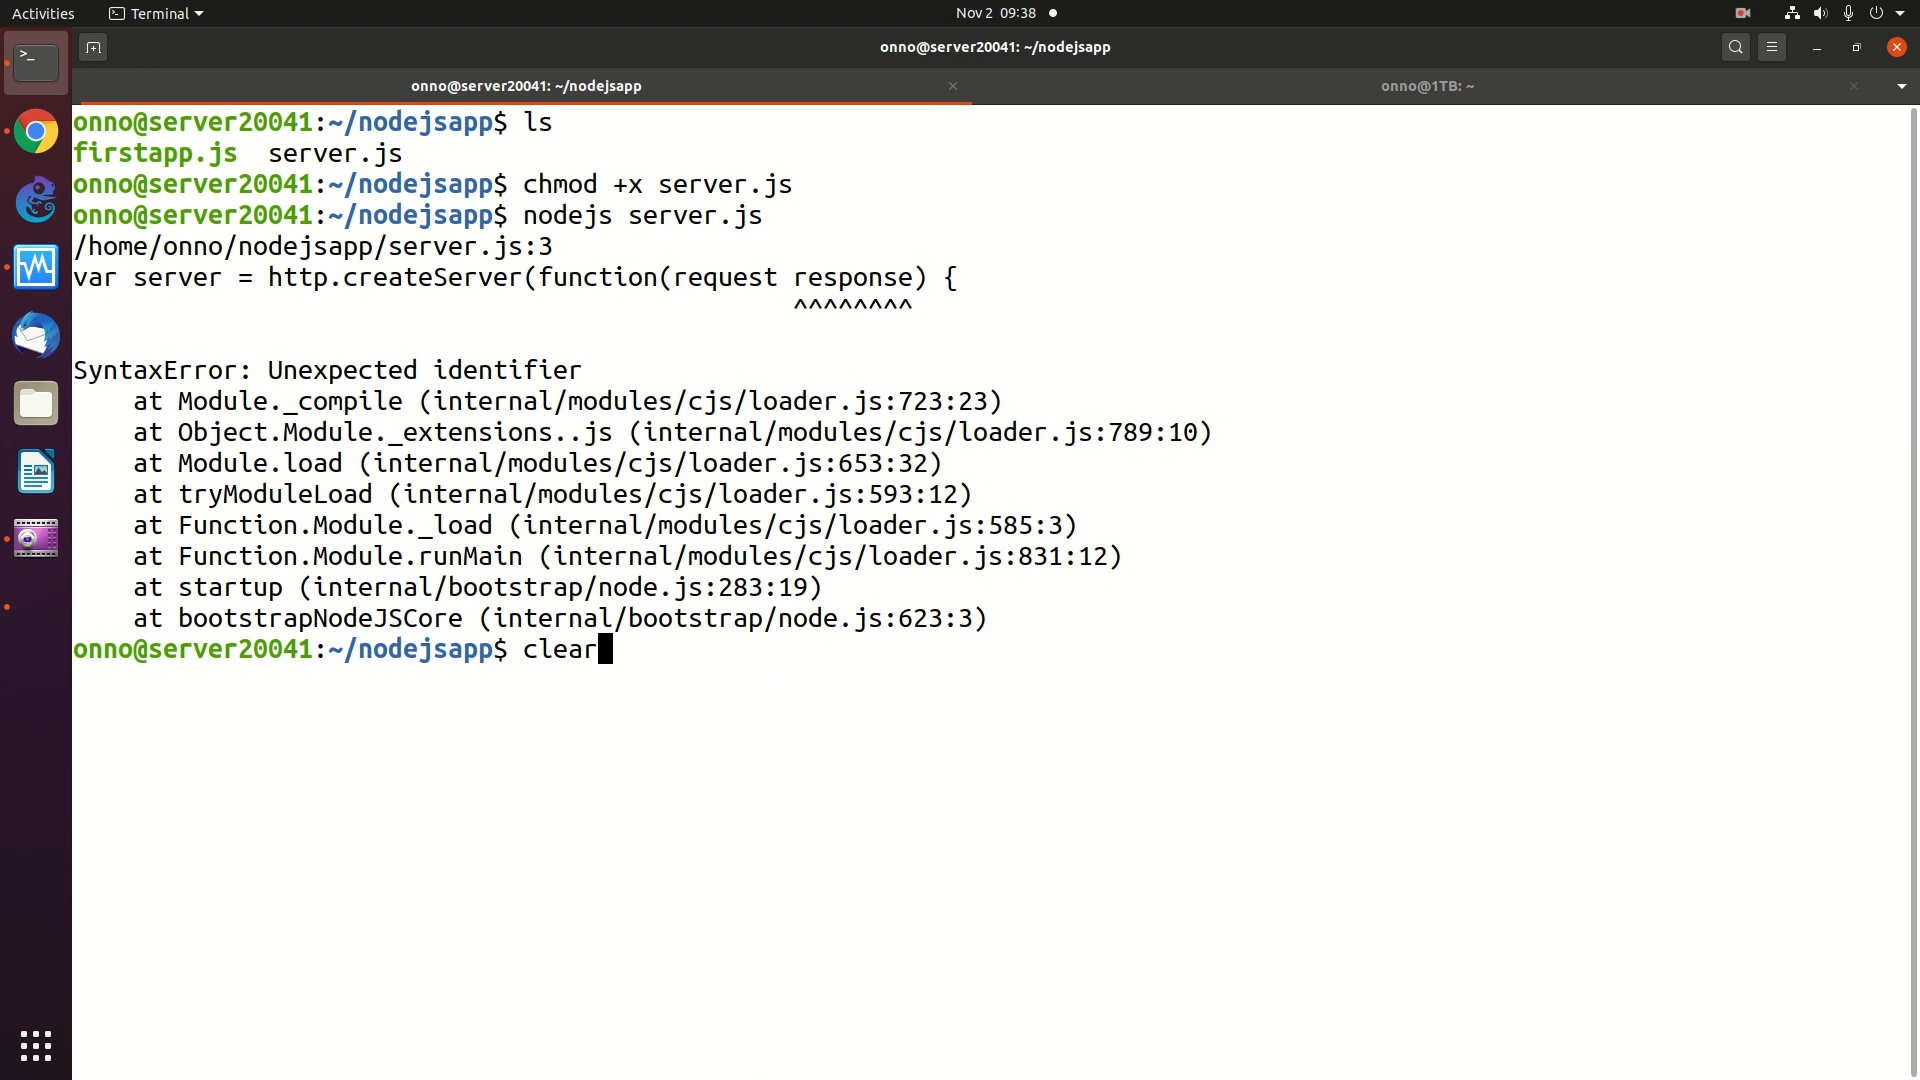 Activities Terminal Nov 2 09:38
onno@server20041: ~/nodejsapp
onno@server20041: ~/nodejsapp onno@1TB: ~
onno@server20041:~/nodejsapp$ ls
firstapp.js server.js
onno@server20041:~/nodejsapp$ chmod +x server.js
onno@server20041:~/nodejsapp$ nodejs server.js
/home/onno/nodejsapp/server.js:3
var server = http.createServer(function(request response) {
^^^^^^^^
SyntaxError: Unexpected identifier
at Module._compile (internal/modules/cjs/loader.js:723:23)
at Object.Module._extensions..js (internal/modules/cjs/loader.js:789:10)
at Module.load (internal/modules/cjs/loader.js:653:32)
at tryModuleLoad (internal/modules/cjs/loader.js:593:12)
at Function.Module._load (internal/modules/cjs/loader.js:585:3)
at Function.Module.runMain (internal/modules/cjs/loader.js:831:12)
at startup (internal/bootstrap/node.js:283:19)
at bootstrapNodeJSCore (internal/bootstrap/node.js:623:3)
onno@server20041:~/nodejsapp$ clear